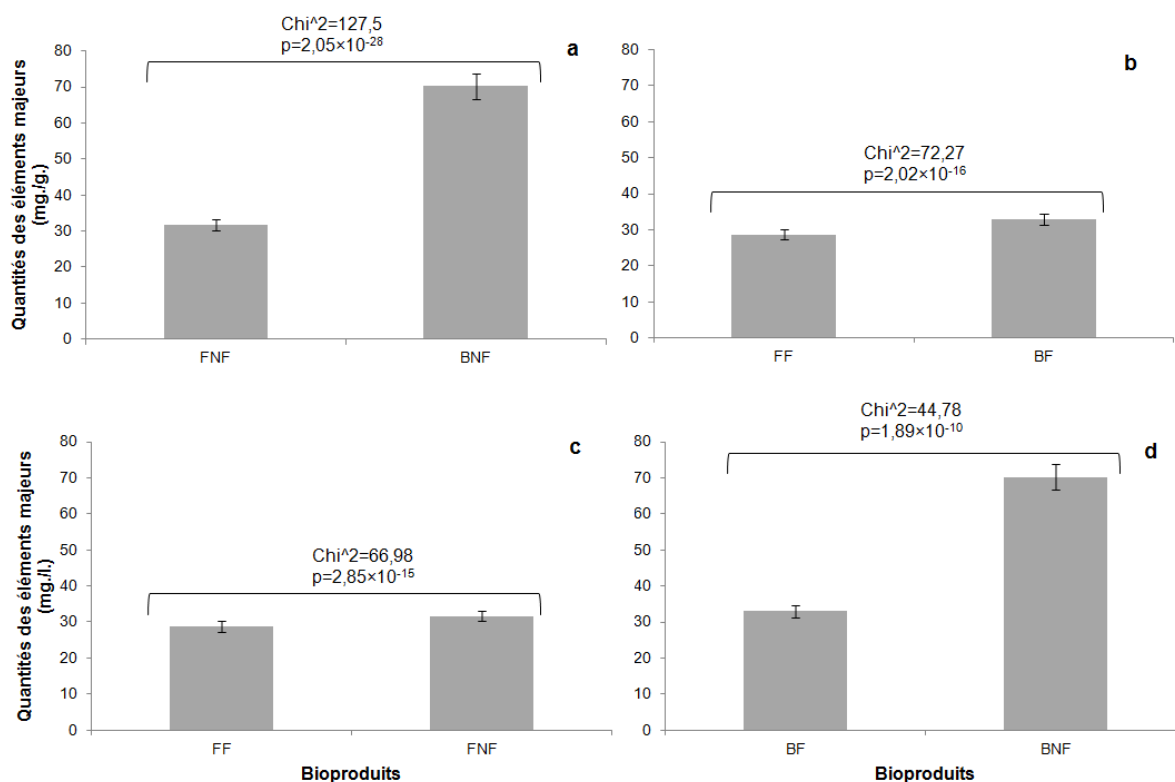 Chi^2=127,5
p=2,05×10⁻²⁸
a
Quantités des éléments majeurs
(mg./g.)
80
70
60
50
40
30
20
10
0
FNF BNF
b
Chi^2=72,27
p=2,02×10⁻¹⁶
80
70
60
50
40
30
20
10
0
FF BF
c
Chi^2=66,98
p=2,85×10⁻¹⁵
Quantités des éléments majeurs
(mg./l.)
80
70
60
50
40
30
20
10
0
FF FNF
Bioproduits
Chi^2=44,78
p=1,89×10⁻¹⁰
d
80
70
60
50
40
30
20
10
0
BF BNF
Bioproduits